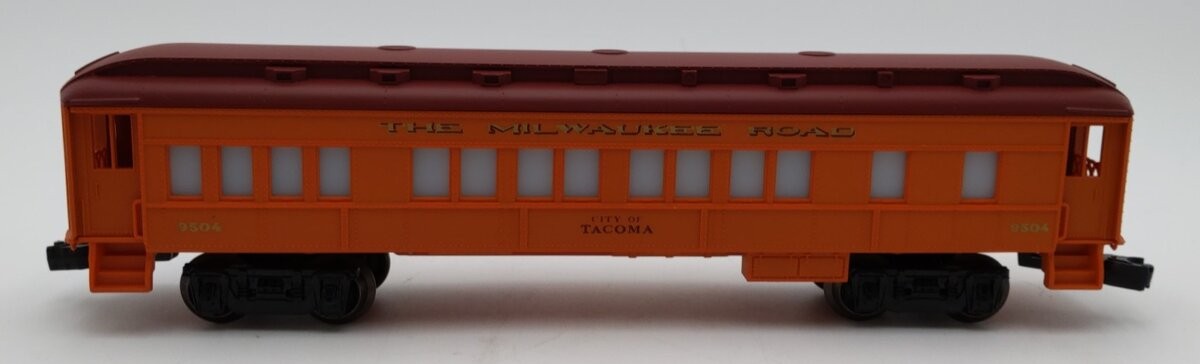 THE MILWAUKEE ROAD
CITY OF
TACOMA
9504
9504